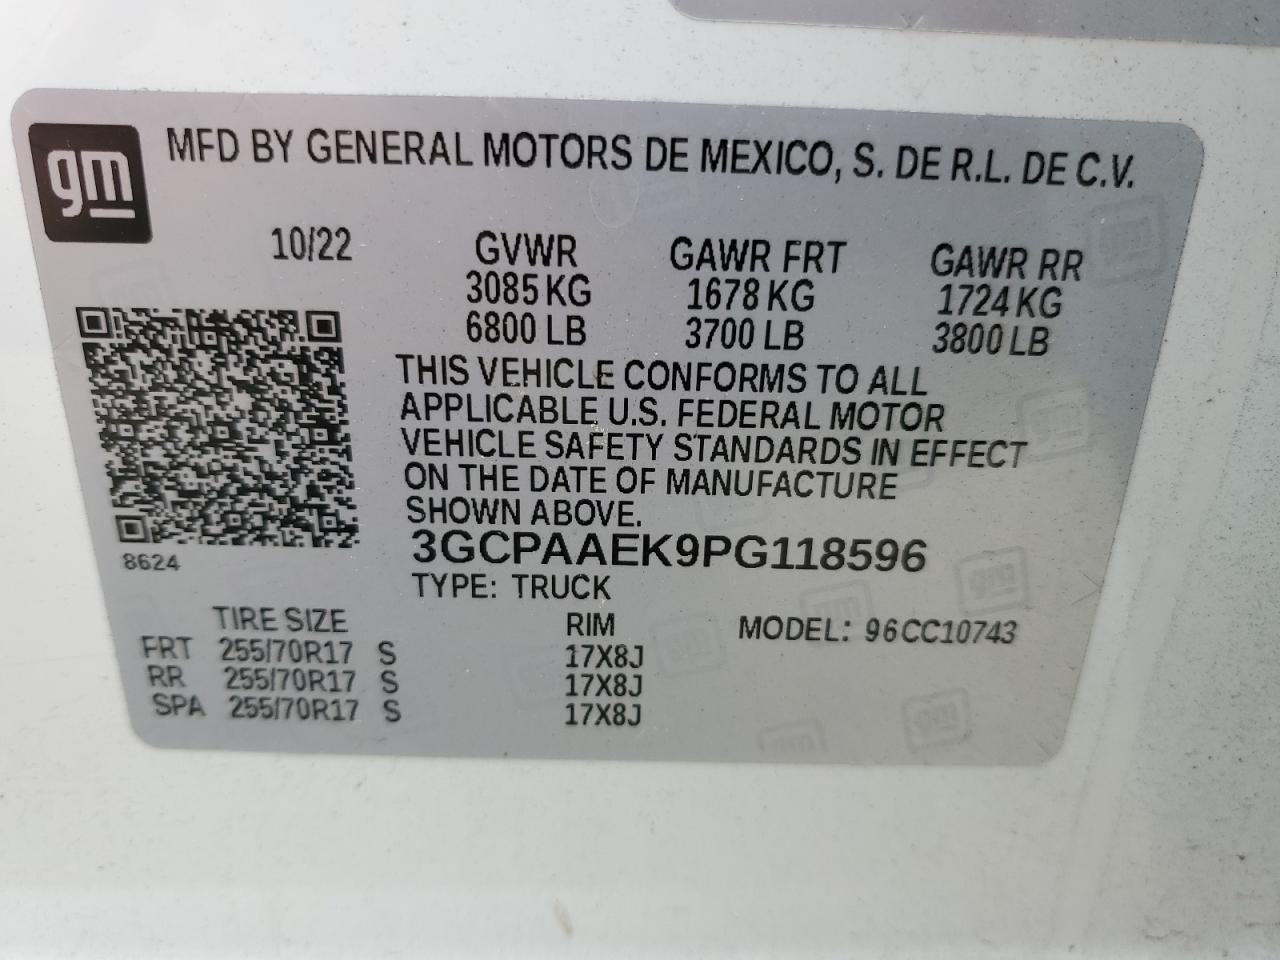 gm
MFD BY GENERAL MOTORS DE MEXICO, S. DE R.L. DE C.V.
10/22 GVWR GAWR FRT GAWR RR
3085 KG 1678 KG 1724 KG
6800 LB 3700 LB 3800 LB
THIS VEHICLE CONFORMS TO ALL
APPLICABLE U.S. FEDERAL MOTOR
VEHICLE SAFETY STANDARDS IN EFFECT
ON THE DATE OF MANUFACTURE
SHOWN ABOVE.
3GCPAAEK9PG118596
8624
TYPE: TRUCK
TIRE SIZE RIM MODEL: 96CC10743
FRT 255/70R17 S 17X8J
RR 255/70R17 S 17X8J
SPA 255/70R17 S 17X8J